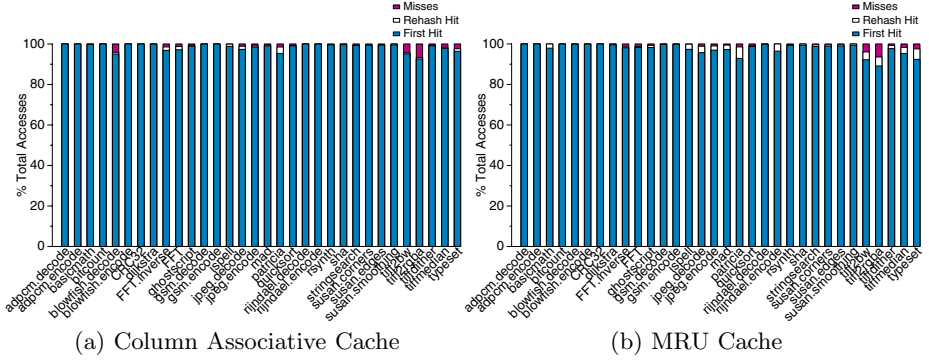 Misses
Rehash Hit
First Hit
100
80
60
40
20
0
% Total Accesses
adpcm.decode
adpcm.encode
basicmath
bitcount
blowfish.decode
blowfish.encode
CRC32
dijkstra
FFT.inverse
FFT
ghostscript
gsm.decode
gsm.encode
ispell
jpeg.decode
jpeg.encode
mad
patricia
quicksort
rijndael.decode
rijndael.encode
rsynth
sha
stringsearch
susan.corners
susan.edges
susan.smoothing
tiff2bw
tiff2rgba
tiffdither
tiffmedian
typeset
(a) Column Associative Cache
Misses
Rehash Hit
First Hit
100
80
60
40
20
0
% Total Accesses
adpcm.decode
adpcm.encode
basicmath
bitcount
blowfish.decode
blowfish.encode
CRC32
dijkstra
FFT.inverse
FFT
ghostscript
gsm.decode
gsm.encode
ispell
jpeg.decode
jpeg.encode
mad
patricia
quicksort
rijndael.decode
rijndael.encode
rsynth
sha
stringsearch
susan.corners
susan.edges
susan.smoothing
tiff2bw
tiff2rgba
tiffdither
tiffmedian
typeset
(b) MRU Cache